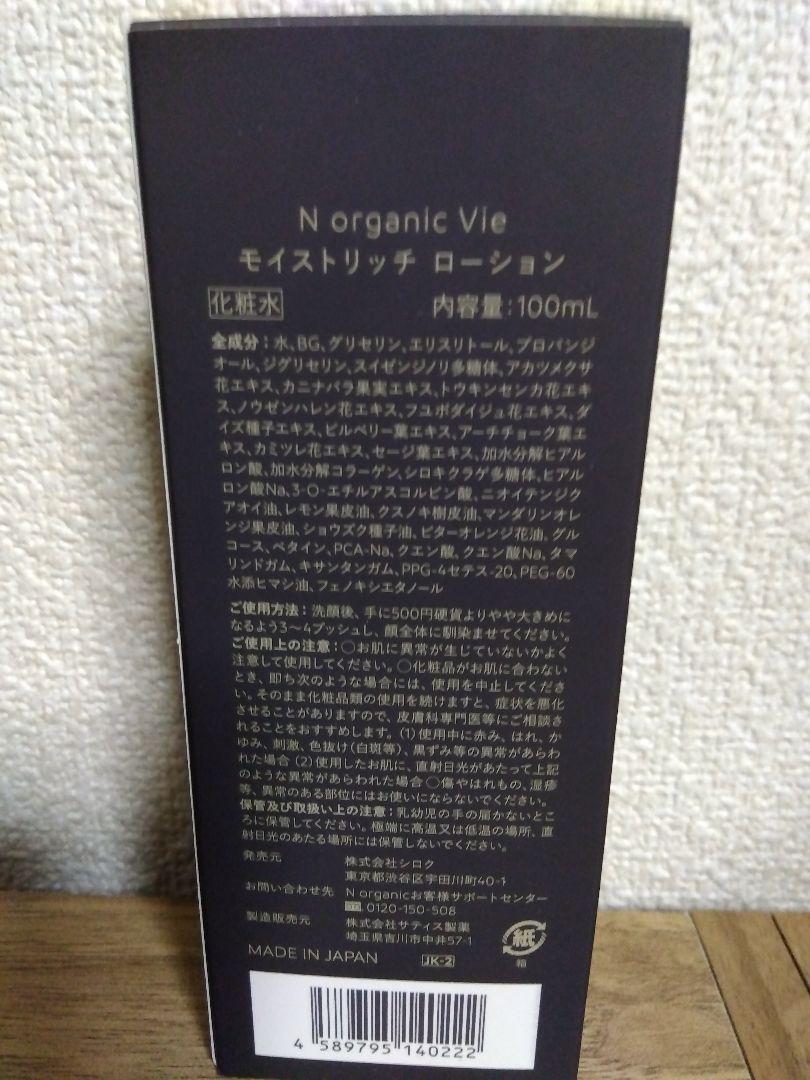 N organic Vie
モイストリッチ ローション
化粧水 内容量:100mL
全成分:水、BG、グリセリン、エリスリトール、プロパンジ
オール、ジグリセリン、スイゼンジノリ多糖体、アカツメクサ
花エキス、カニナバラ果実エキス、トウキンセンカ花エキ
ス、ノウゼンハレン花エキス、フユボダイジュ花エキス、ダ
イズ種子エキス、ビルベリー葉エキス、アーチチョーク葉エ
キス、カミツレ花エキス、セージ葉エキス、加水分解ヒアル
ロン酸、加水分解コラーゲン、シロキクラゲ多糖体、ヒアル
ロン酸Na、3-O-エチルアスコルビン酸、ニオイテンジク
アオイ油、レモン果皮油、クスノキ樹皮油、マンダリンオレ
ンジ果皮油、ショウズク種子油、ビターオレンジ花油、グル
コース、ベタイン、PCA-Na、クエン酸、クエン酸Na、タマ
リンドガム、キサンタンガム、PPG-4セテス-20、PEG-60
水添ヒマシ油、フェノキシエタノール
ご使用方法:洗顔後、手に500円硬貨よりやや大きめに
なるよう3〜4プッシュし、顔全体に馴染ませてください。
ご使用上の注意:○お肌に異常が生じていないかよく
注意して使用してください。○化粧品がお肌に合わない
とき、即ち次のような場合には、使用を中止してくださ
い。そのまま化粧品類の使用を続けますと、症状を悪化
させることがありますので、皮膚科専門医等にご相談さ
れることをおすすめします。(1)使用中に赤み、はれ、か
ゆみ、刺激、色抜け(白斑等)、黒ずみ等の異常があらわ
れた場合 (2)使用したお肌に、直射日光があたって上記
のような異常があらわれた場合 ○傷やはれもの、湿疹
等、異常のある部位にはお使いにならないでください。
保管及び取扱い上の注意:乳幼児の手の届かないとこ
ろに保管してください。極端に高温又は低温の場所、直
射日光のあたる場所には保管しないでください。
発売元 株式会社シロク
東京都渋谷区宇田川町40-1
お問い合わせ先 N organicお客様サポートセンター
0120-150-508
製造販売元 株式会社サティス製薬
埼玉県吉川市中井57-1
紙
箱
MADE IN JAPAN JK-2
4 589795 140222